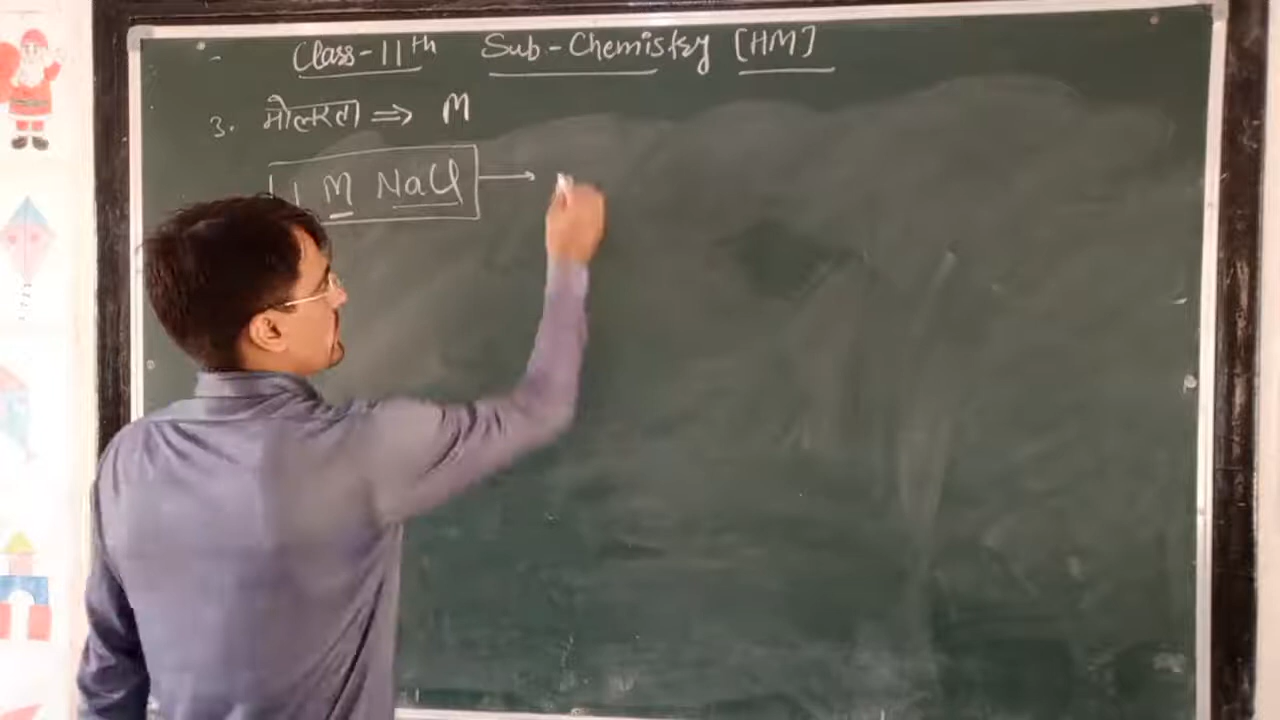 Class-11th Sub-Chemistry [HM]
3. मोलरता ⇒ M
1 M NaCl →